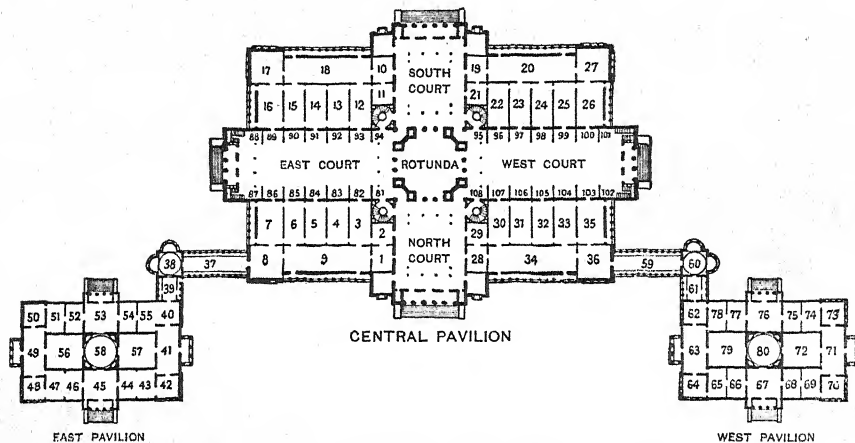 17 18 10 SOUTH COURT 19 20 27
11 21
16 15 14 13 12 22 23 24 25 26
88 89 90 91 92 93 94 95 96 97 98 99 100 101
EAST COURT ROTUNDA WEST COURT
87 86 85 84 83 82 81 108 107 106 105 104 103 102
7 6 5 4 3 2 NORTH COURT 29 30 31 32 33 35
8 9 1 28 34 36
38 37 59 60
39 61
CENTRAL PAVILION
50 51 52 53 54 55 40 62 78 77 76 75 74 73
49 56 58 57 41 63 79 80 72 71
48 47 46 45 44 43 42 64 65 66 67 68 69 70
EAST PAVILION WEST PAVILION